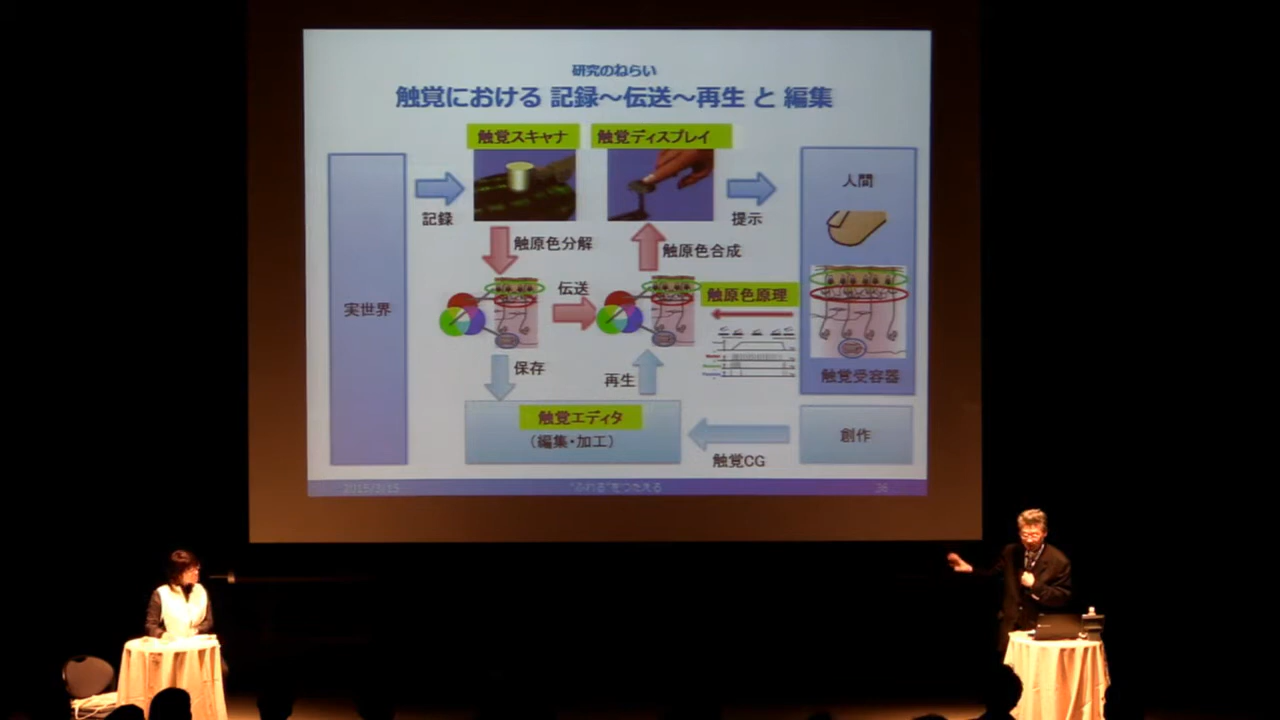 研究のねらい
触覚における 記録～伝送～再生 と 編集
触覚スキャナ
触覚ディスプレイ
人間
記録
提示
触原色分解
触原色合成
伝送
触原色原理
実世界
保存
再生
触覚受容器
触覚エディタ
（編集・加工）
創作
触覚CG
2015/3/15
"ふれる"をつたえる
36